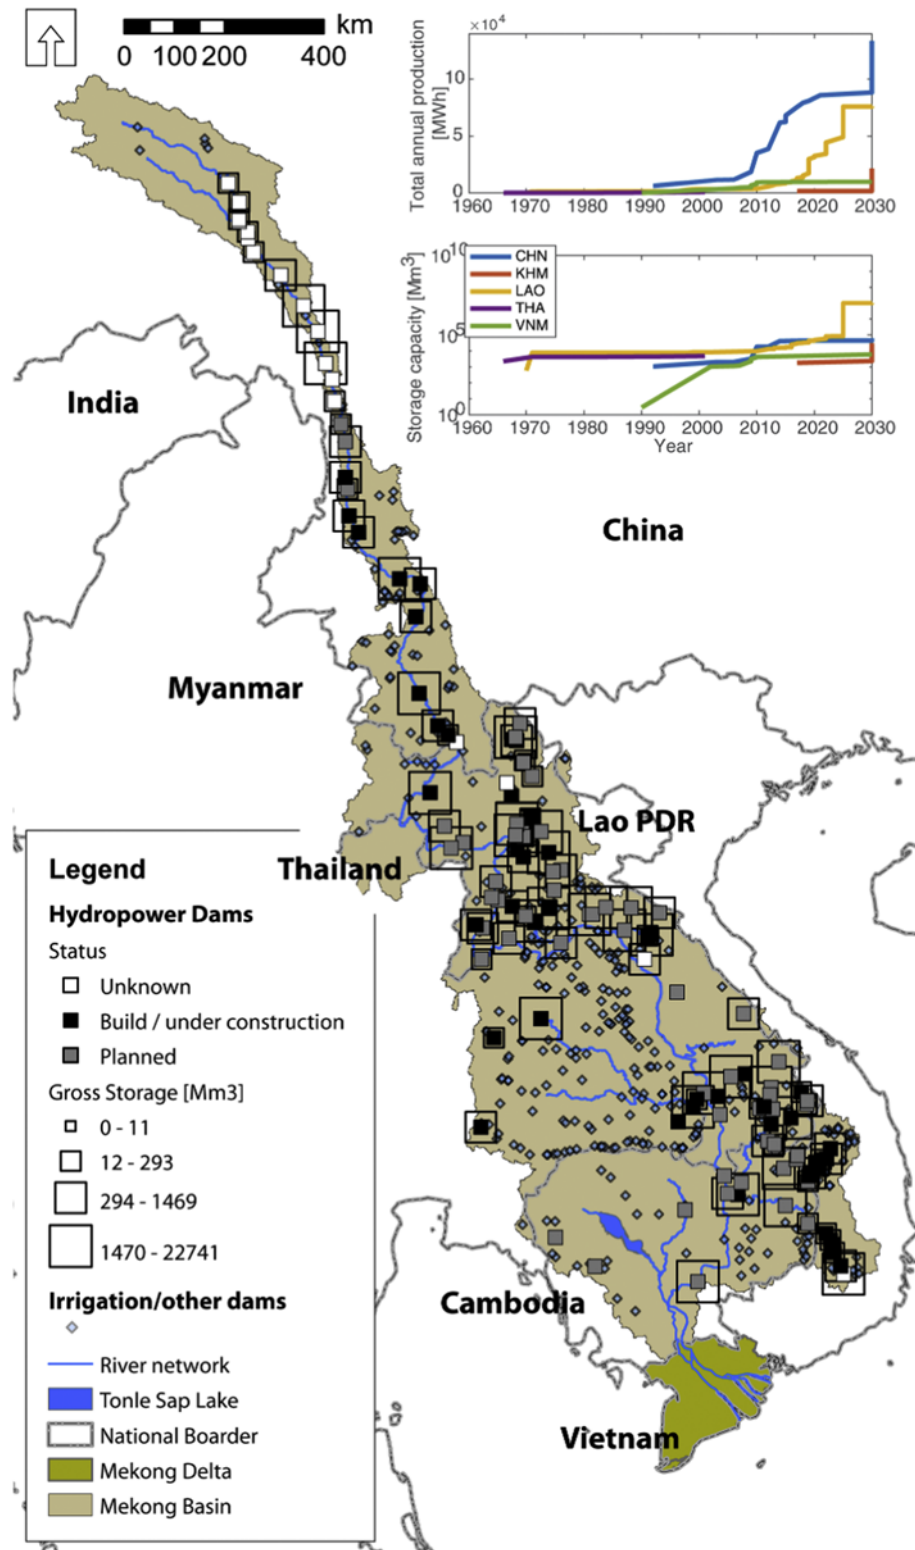 km
0 100 200 400
×10⁴
Total annual production
[MWh]
10
5
0
1960 1970 1980 1990 2000 2010 2020 2030
Storage capacity [Mm³]
10¹⁰
10⁵
10⁰
CHN
KHM
LAO
THA
VNM
1960 1970 1980 1990 2000 2010 2020 2030
Year
India
China
Myanmar
Lao PDR
Thailand
Cambodia
Vietnam
Legend
Hydropower Dams
Status
Unknown
Build / under construction
Planned
Gross Storage [Mm3]
0 - 11
12 - 293
294 - 1469
1470 - 22741
Irrigation/other dams
River network
Tonle Sap Lake
National Boarder
Mekong Delta
Mekong Basin